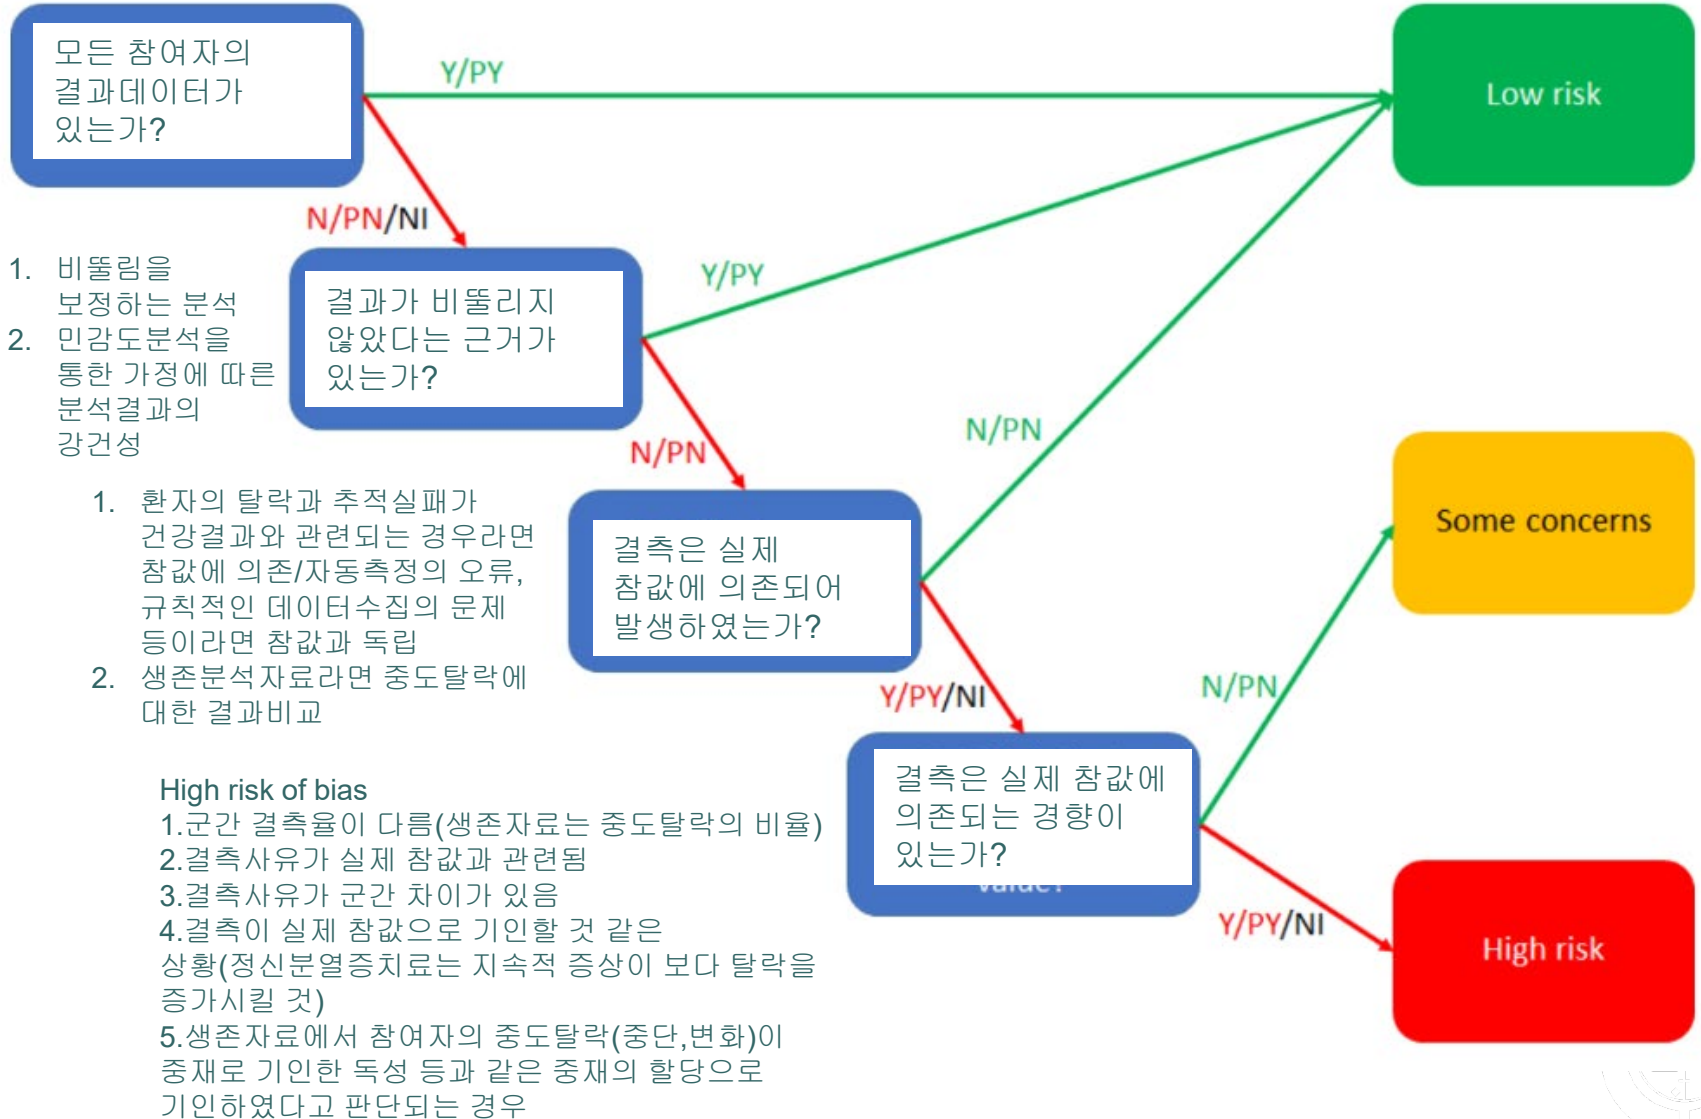 모든 참여자의
결과데이터가
있는가?
Y/PY
Low risk
N/PN/NI
1. 비뚤림을
보정하는 분석
2. 민감도분석을
통한 가정에 따른
분석결과의
강건성
결과가 비뚤리지
않았다는 근거가
있는가?
Y/PY
N/PN
N/PN
1. 환자의 탈락과 추적실패가
건강결과와 관련되는 경우라면
참값에 의존/자동측정의 오류,
규칙적인 데이터수집의 문제
등이라면 참값과 독립
2. 생존분석자료라면 중도탈락에
대한 결과비교
결측은 실제
참값에 의존되어
발생하였는가?
Some concerns
Y/PY/NI
N/PN
High risk of bias
1.군간 결측율이 다름(생존자료는 중도탈락의 비율)
2.결측사유가 실제 참값과 관련됨
3.결측사유가 군간 차이가 있음
4.결측이 실제 참값으로 기인할 것 같은
상황(정신분열증치료는 지속적 증상이 보다 탈락을
증가시킬 것)
5.생존자료에서 참여자의 중도탈락(중단,변화)이
중재로 기인한 독성 등과 같은 중재의 할당으로
기인하였다고 판단되는 경우
결측은 실제 참값에
의존되는 경향이
있는가?
value?
Y/PY/NI
High risk